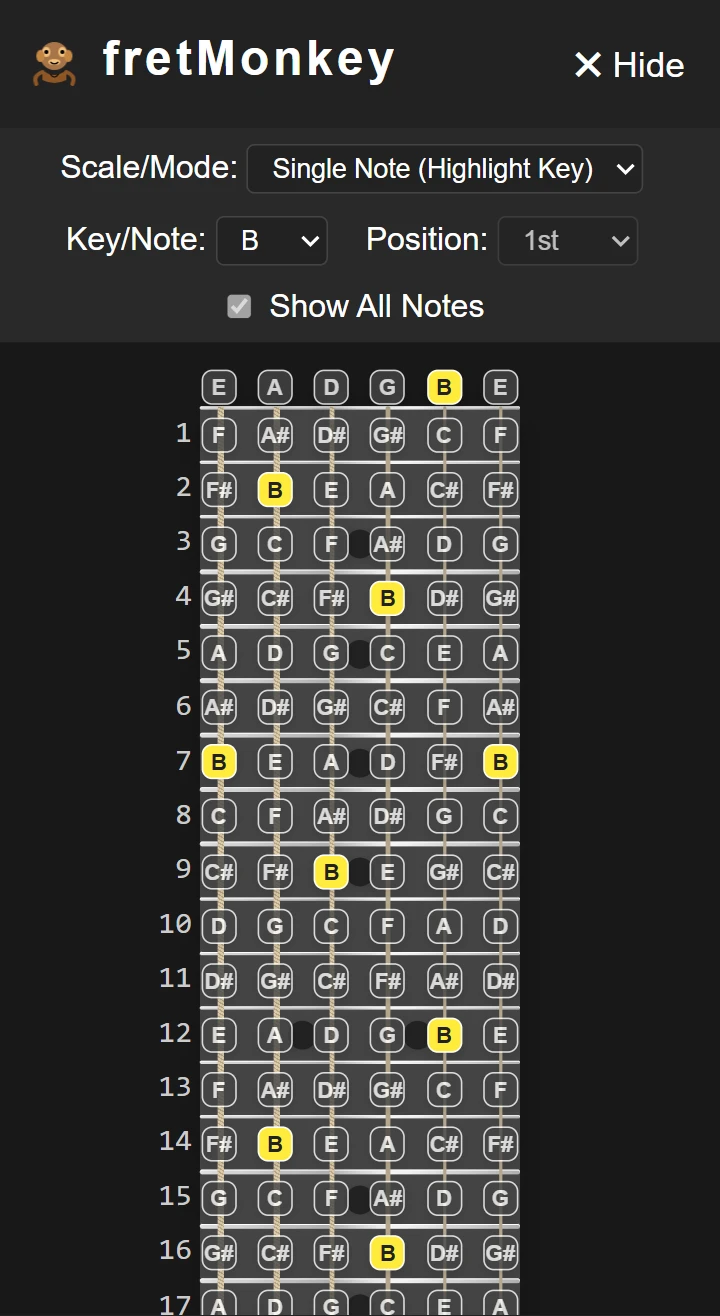 fretMonkey
✕ Hide
Scale/Mode: Single Note (Highlight Key)
Key/Note: B Position: 1st
Show All Notes
E A D G B E
1 F A# D# G# C F
2 F# B E A C# F#
3 G C F A# D G
4 G# C# F# B D# G#
5 A D G C E A
6 A# D# G# C# F A#
7 B E A D F# B
8 C F A# D# G C
9 C# F# B E G# C#
10 D G C F A D
11 D# G# C# F# A# D#
12 E A D G B E
13 F A# D# G# C F
14 F# B E A C# F#
15 G C F A# D G
16 G# C# F# B D# G#
17 A D G C E A